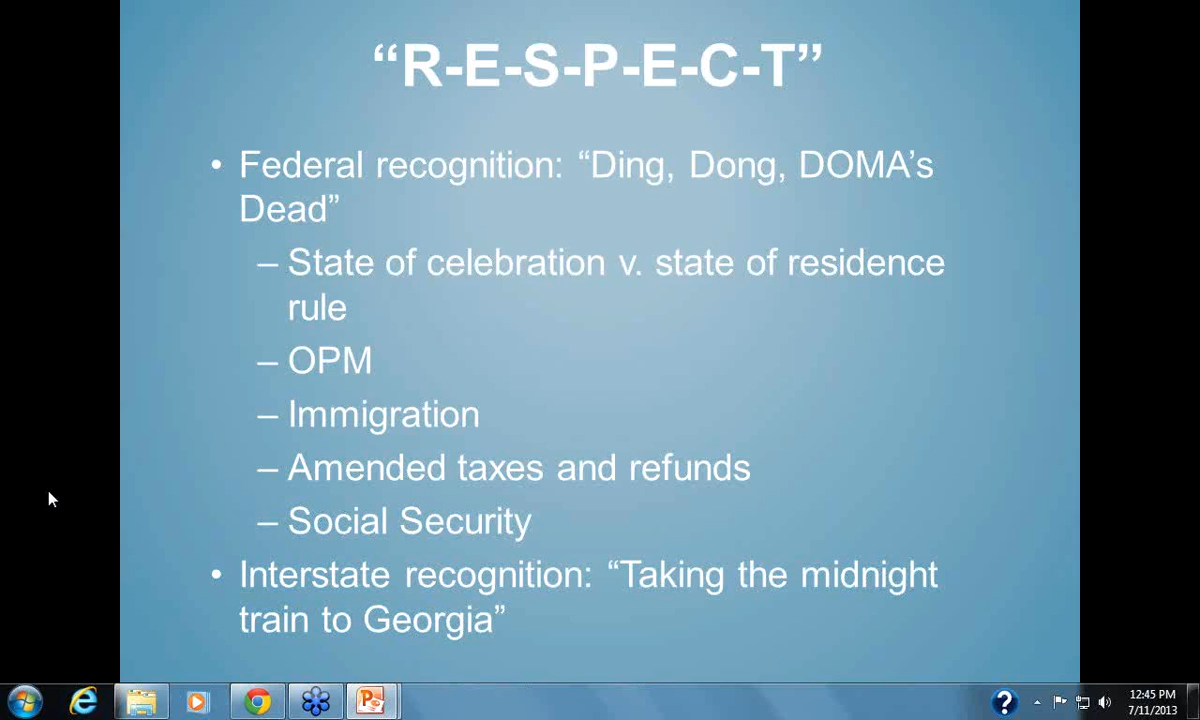 “R-E-S-P-E-C-T”
• Federal recognition: “Ding, Dong, DOMA’s
Dead”
– State of celebration v. state of residence
rule
– OPM
– Immigration
– Amended taxes and refunds
– Social Security
• Interstate recognition: “Taking the midnight
train to Georgia”
12:45 PM
7/11/2013